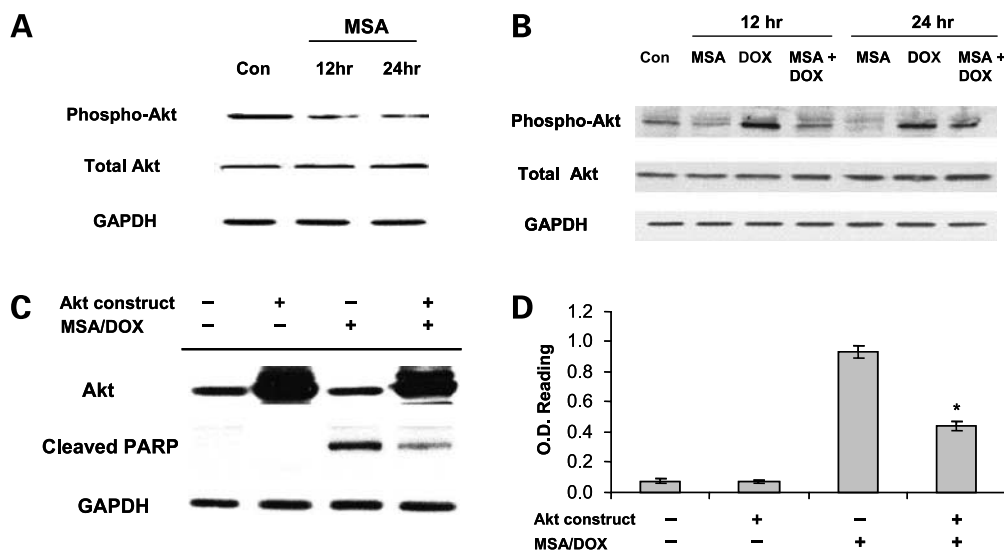 A
MSA
Con 12hr 24hr
Phospho-Akt
Total Akt
GAPDH
B
12 hr 24 hr
Con MSA DOX MSA + DOX MSA DOX MSA + DOX
Phospho-Akt
Total Akt
GAPDH
C
Akt construct – + – +
MSA/DOX – – + +
Akt
Cleaved PARP
GAPDH
D
O.D. Reading
1.2
1.0
0.8
0.6
0.4
0.2
0.0
*
Akt construct – + – +
MSA/DOX – – + +